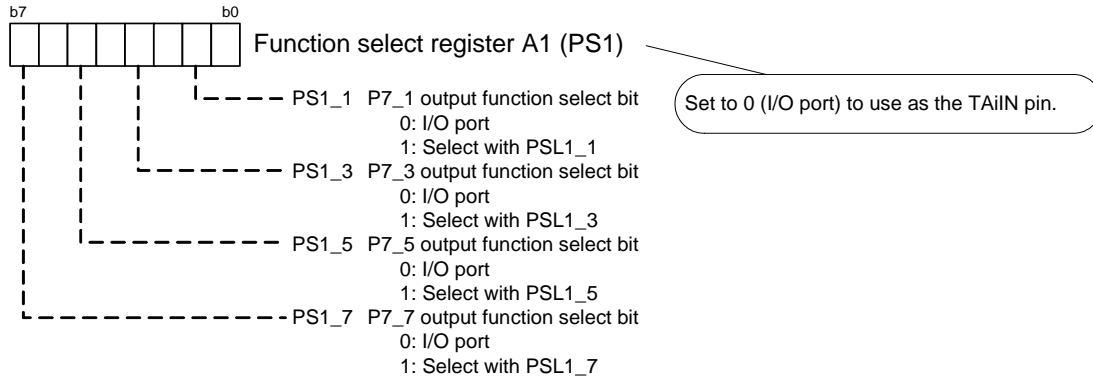 b7 b0
Function select register A1 (PS1)
Set to 0 (I/O port) to use as the TAiIN pin.
PS1_1 P7_1 output function select bit
0: I/O port
1: Select with PSL1_1
PS1_3 P7_3 output function select bit
0: I/O port
1: Select with PSL1_3
PS1_5 P7_5 output function select bit
0: I/O port
1: Select with PSL1_5
PS1_7 P7_7 output function select bit
0: I/O port
1: Select with PSL1_7